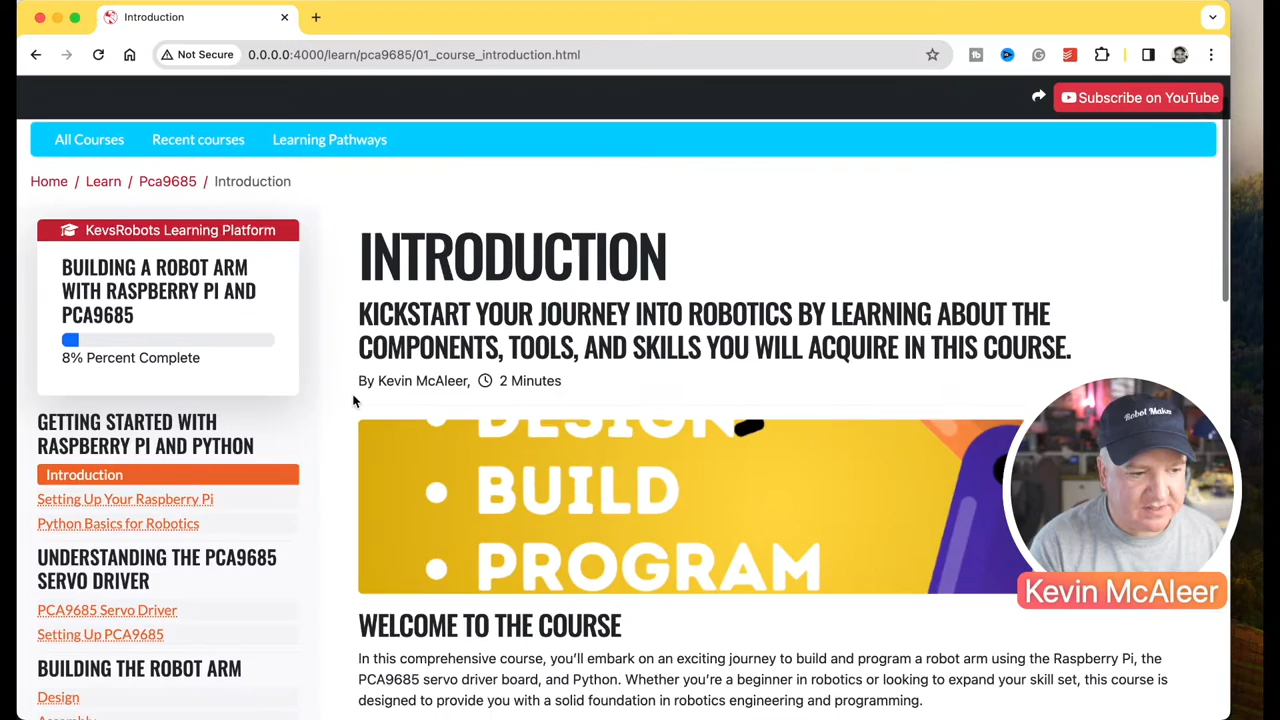 Introduction
Not Secure
0.0.0.0:4000/learn/pca9685/01_course_introduction.html
Subscribe on YouTube
All Courses
Recent courses
Learning Pathways
Home / Learn / Pca9685 / Introduction
KevsRobots Learning Platform
BUILDING A ROBOT ARM
WITH RASPBERRY PI AND
PCA9685
8% Percent Complete
GETTING STARTED WITH
RASPBERRY PI AND PYTHON
Introduction
Setting Up Your Raspberry Pi
Python Basics for Robotics
UNDERSTANDING THE PCA9685
SERVO DRIVER
PCA9685 Servo Driver
Setting Up PCA9685
BUILDING THE ROBOT ARM
Design
Assembly
INTRODUCTION
KICKSTART YOUR JOURNEY INTO ROBOTICS BY LEARNING ABOUT THE
COMPONENTS, TOOLS, AND SKILLS YOU WILL ACQUIRE IN THIS COURSE.
By Kevin McAleer, 2 Minutes
• DESIGN
• BUILD
• PROGRAM
Robot Maker
Kevin McAleer
WELCOME TO THE COURSE
In this comprehensive course, you'll embark on an exciting journey to build and program a robot arm using the Raspberry Pi, the
PCA9685 servo driver board, and Python. Whether you're a beginner in robotics or looking to expand your skill set, this course is
designed to provide you with a solid foundation in robotics engineering and programming.